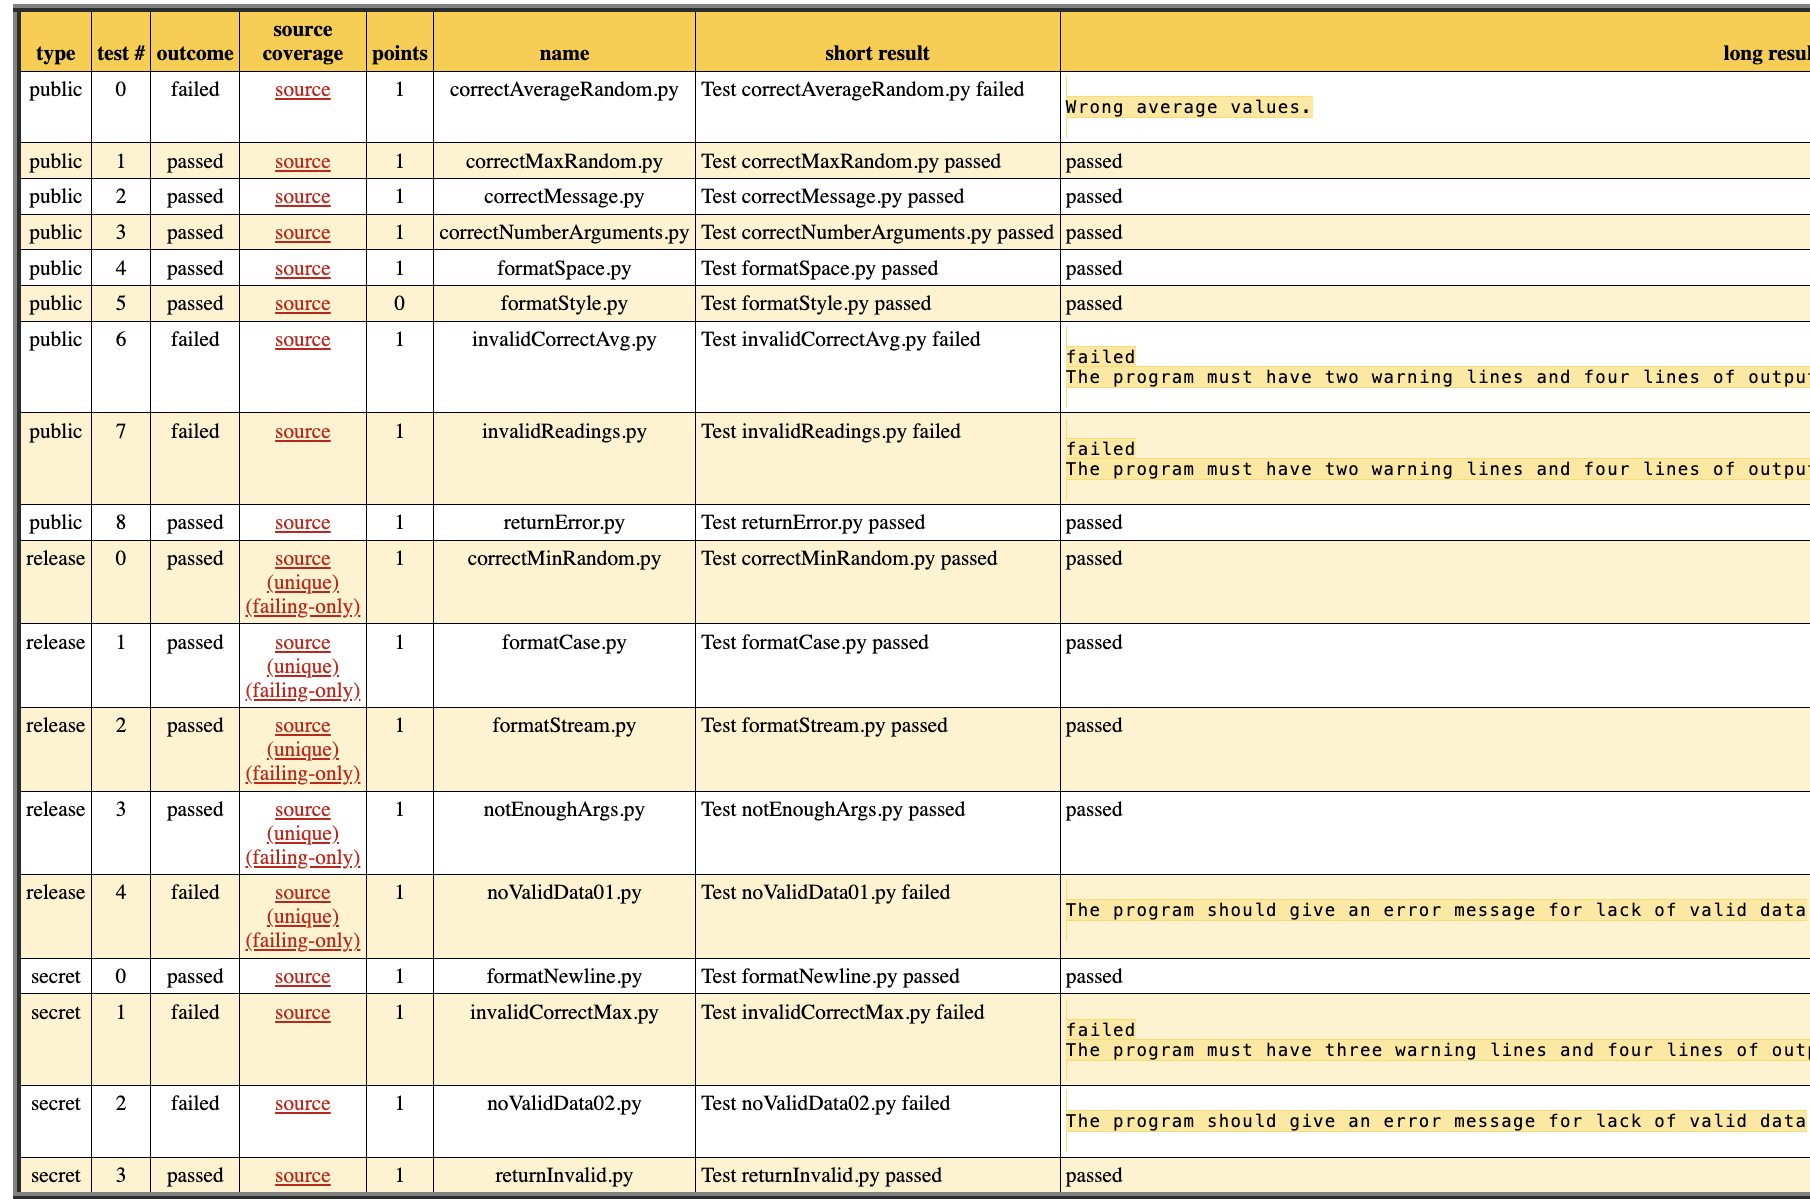 type test # outcome source coverage points name short result long resul
public 0 failed source 1 correctAverageRandom.py Test correctAverageRandom.py failed
Wrong average values.
public 1 passed source 1 correctMaxRandom.py Test correctMaxRandom.py passed passed
public 2 passed source 1 correctMessage.py Test correctMessage.py passed passed
public 3 passed source 1 correctNumberArguments.py Test correctNumberArguments.py passed passed
public 4 passed source 1 formatSpace.py Test formatSpace.py passed passed
public 5 passed source 0 formatStyle.py Test formatStyle.py passed passed
public 6 failed source 1 invalidCorrectAvg.py Test invalidCorrectAvg.py failed
failed
The program must have two warning lines and four lines of outpu
public 7 failed source 1 invalidReadings.py Test invalidReadings.py failed
failed
The program must have two warning lines and four lines of outpu
public 8 passed source 1 returnError.py Test returnError.py passed passed
release 0 passed source 1 correctMinRandom.py Test correctMinRandom.py passed passed
(unique)
(failing-only)
release 1 passed source 1 formatCase.py Test formatCase.py passed passed
(unique)
(failing-only)
release 2 passed source 1 formatStream.py Test formatStream.py passed passed
(unique)
(failing-only)
release 3 passed source 1 notEnoughArgs.py Test notEnoughArgs.py passed passed
(unique)
(failing-only)
release 4 failed source 1 noValidData01.py Test noValidData01.py failed
The program should give an error message for lack of valid data
(unique)
(failing-only)
secret 0 passed source 1 formatNewline.py Test formatNewline.py passed passed
secret 1 failed source 1 invalidCorrectMax.py Test invalidCorrectMax.py failed
failed
The program must have three warning lines and four lines of out
secret 2 failed source 1 noValidData02.py Test noValidData02.py failed
The program should give an error message for lack of valid data
secret 3 passed source 1 returnInvalid.py Test returnInvalid.py passed passed